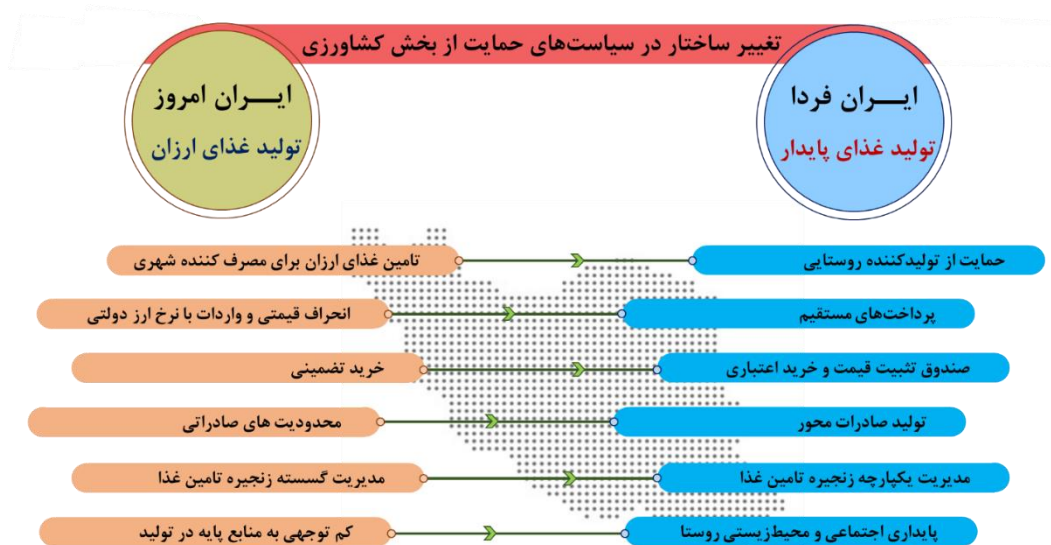 تغییر ساختار در سیاست‌های حمایت از بخش کشاورزی
ایـــران فردا
تولید غذای پایدار
ایـــران امروز
تولید غذای ارزان
حمایت از تولیدکننده روستایی
تامین غذای ارزان برای مصرف کننده شهری
پرداخت‌های مستقیم
انحراف قیمتی و واردات با نرخ ارز دولتی
صندوق تثبیت قیمت و خرید اعتباری
خرید تضمینی
تولید صادرات محور
محدودیت های صادراتی
مدیریت یکپارچه زنجیره تامین غذا
مدیریت گسسته زنجیره تامین غذا
پایداری اجتماعی و محیط‌زیستی روستا
کم توجهی به منابع پایه در تولید